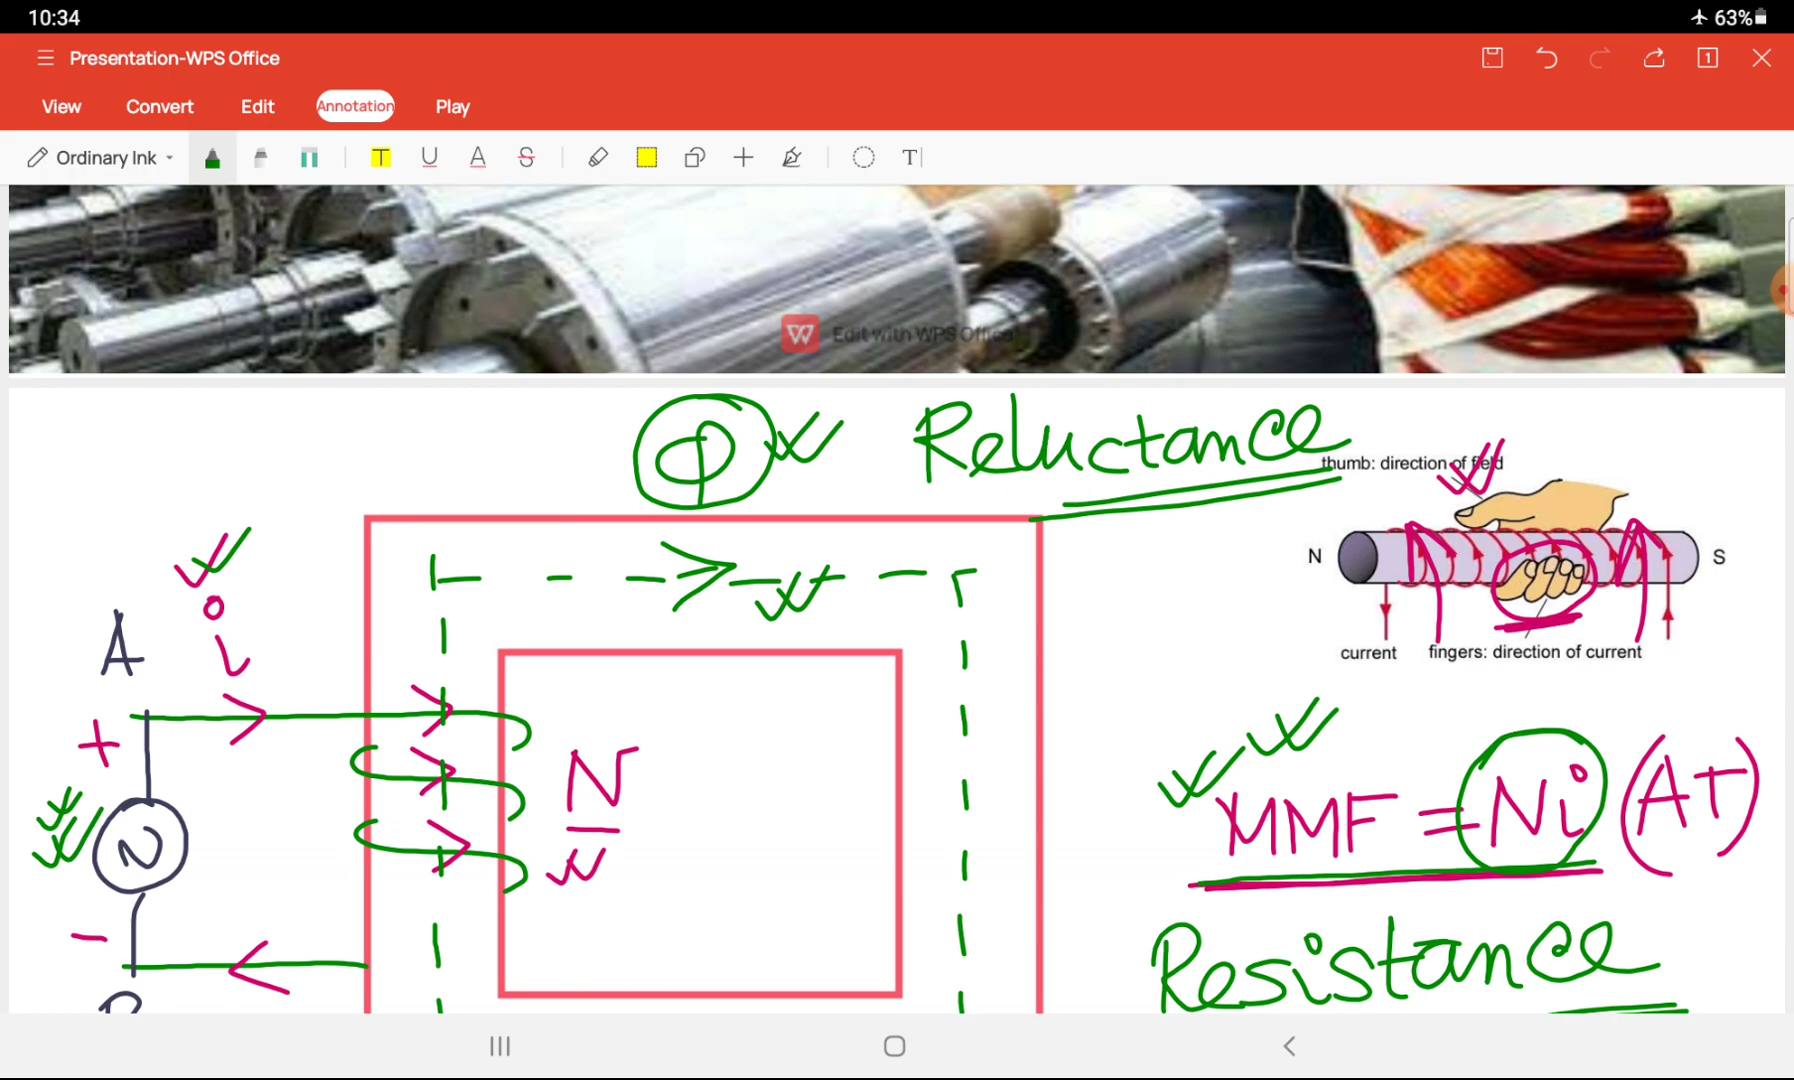 10:34
63%
Presentation-WPS Office
1
View Convert Edit Annotation Play
Ordinary Ink T U A S T
Edit with WPS Office
φ Reluctance
thumb: direction of field
N S
current fingers: direction of current
A i
+
N
MMF = Ni (AT)
-
Resistance